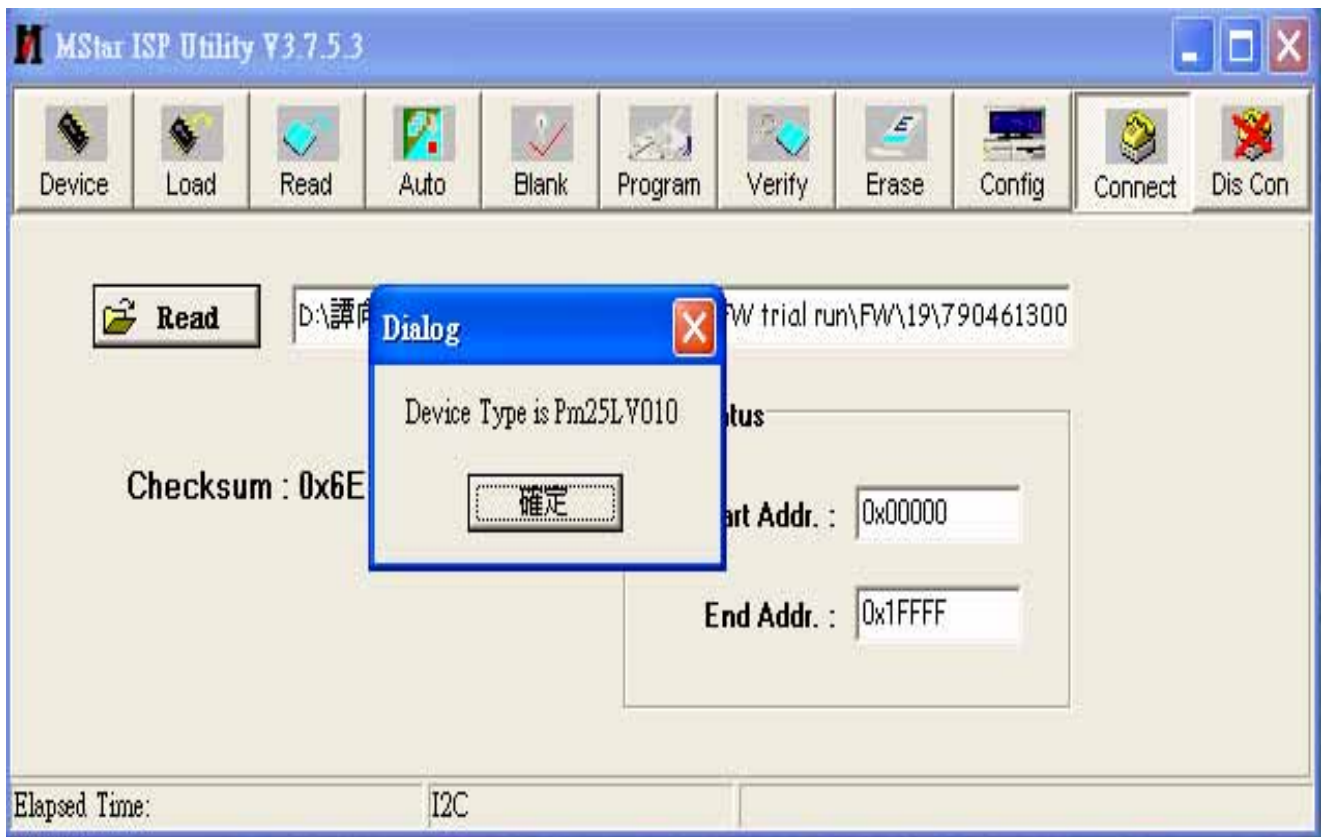 MStar ISP Utility V3.7.5.3
Device Load Read Auto Blank Program Verify Erase Config Connect Dis Con
Read D:\譚 FW trial run\FW\19\790461300
Dialog
Device Type is Pm25LV010
確定
Checksum : 0x6E
Start Addr. : 0x00000
End Addr. : 0x1FFFF
Elapsed Time: I2C